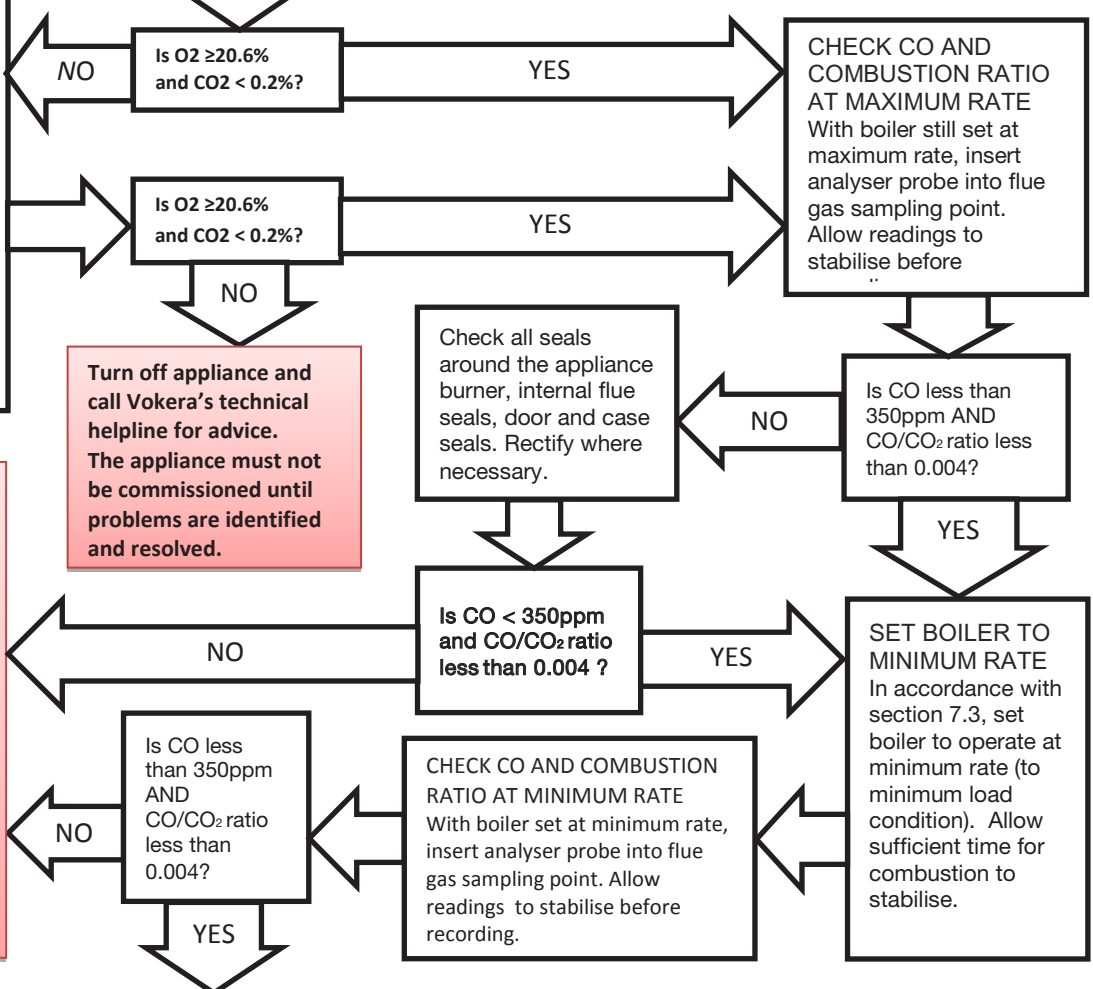 Is O2 ≥20.6%
and CO2 < 0.2%?
NO
YES
CHECK CO AND
COMBUSTION RATIO
AT MAXIMUM RATE
With boiler still set at
maximum rate, insert
analyser probe into flue
gas sampling point.
Allow readings to
stabilise before
Is O2 ≥20.6%
and CO2 < 0.2%?
YES
NO
Turn off appliance and
call Vokera’s technical
helpline for advice.
The appliance must not
be commissioned until
problems are identified
and resolved.
Check all seals
around the appliance
burner, internal flue
seals, door and case
seals. Rectify where
necessary.
NO
Is CO less than
350ppm AND
CO/CO₂ ratio less
than 0.004?
YES
Is CO < 350ppm
and CO/CO₂ ratio
less than 0.004 ?
NO
YES
SET BOILER TO
MINIMUM RATE
In accordance with
section 7.3, set
boiler to operate at
minimum rate (to
minimum load
condition). Allow
sufficient time for
combustion to
stabilise.
CHECK CO AND COMBUSTION
RATIO AT MINIMUM RATE
With boiler set at minimum rate,
insert analyser probe into flue
gas sampling point. Allow
readings to stabilise before
recording.
Is CO less
than 350ppm
AND
CO/CO₂ ratio
less than
0.004?
NO
YES